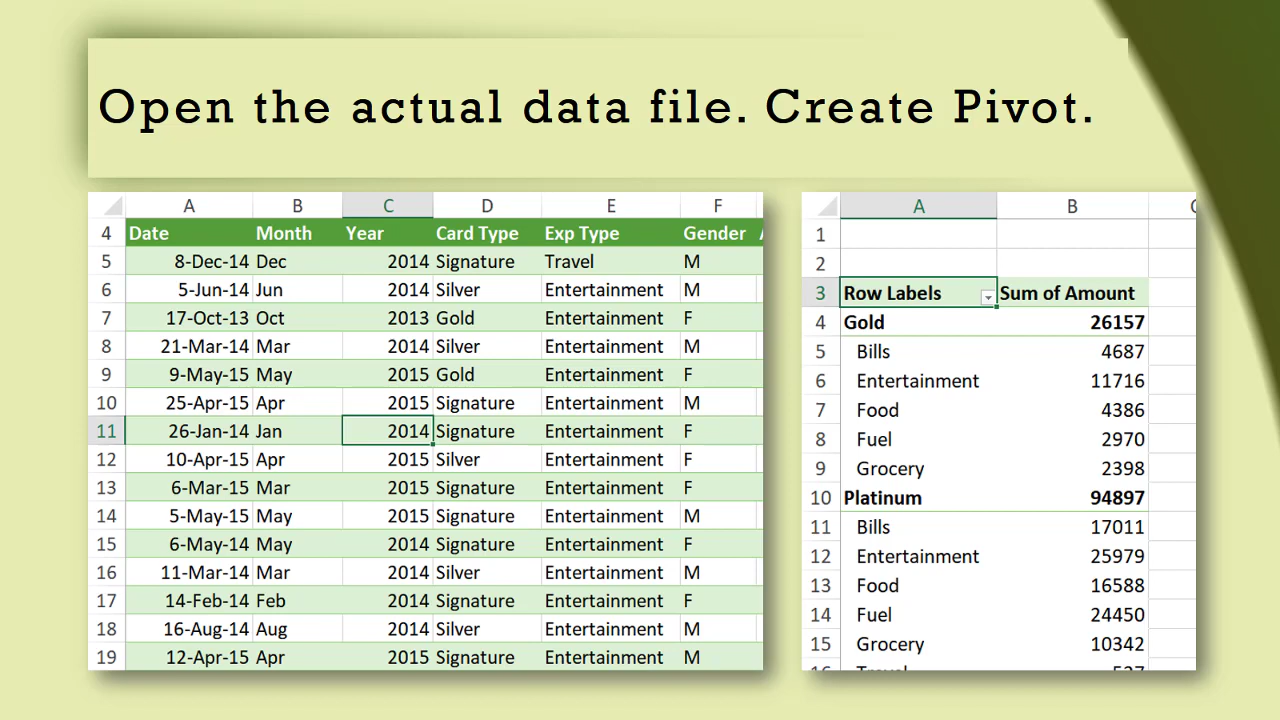 Open the actual data file. Create Pivot.
A B C D E F
4 Date Month Year Card Type Exp Type Gender
5 8-Dec-14 Dec 2014 Signature Travel M
6 5-Jun-14 Jun 2014 Silver Entertainment M
7 17-Oct-13 Oct 2013 Gold Entertainment F
8 21-Mar-14 Mar 2014 Silver Entertainment M
9 9-May-15 May 2015 Gold Entertainment F
10 25-Apr-15 Apr 2015 Signature Entertainment M
11 26-Jan-14 Jan 2014 Signature Entertainment F
12 10-Apr-15 Apr 2015 Silver Entertainment F
13 6-Mar-15 Mar 2015 Signature Entertainment F
14 5-May-15 May 2015 Signature Entertainment M
15 6-May-14 May 2014 Signature Entertainment F
16 11-Mar-14 Mar 2014 Silver Entertainment M
17 14-Feb-14 Feb 2014 Signature Entertainment F
18 16-Aug-14 Aug 2014 Silver Entertainment M
19 12-Apr-15 Apr 2015 Signature Entertainment M
A B
1
2
3 Row Labels Sum of Amount
4 Gold 26157
5 Bills 4687
6 Entertainment 11716
7 Food 4386
8 Fuel 2970
9 Grocery 2398
10 Platinum 94897
11 Bills 17011
12 Entertainment 25979
13 Food 16588
14 Fuel 24450
15 Grocery 10342